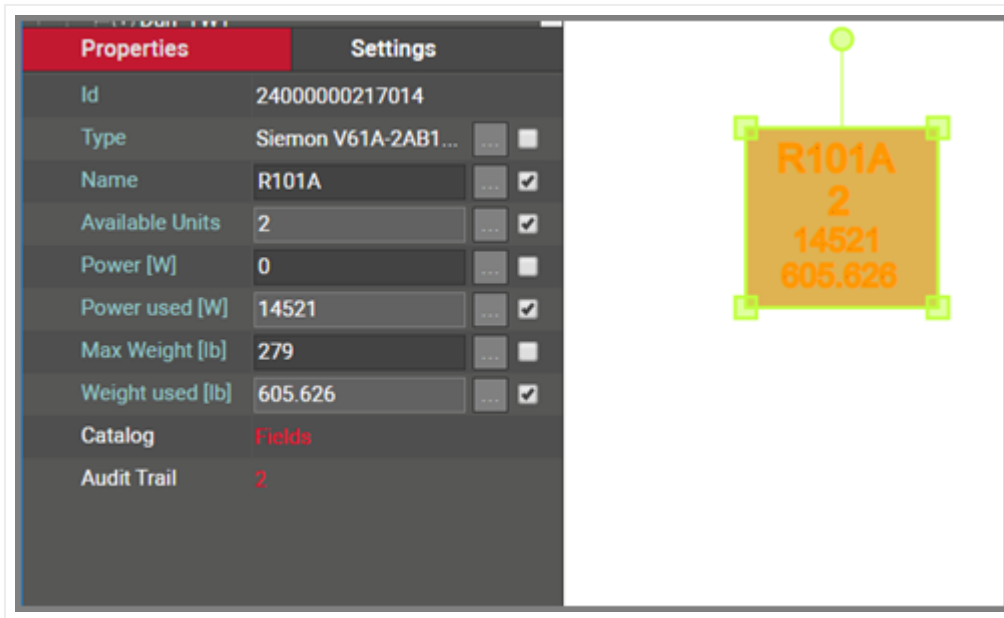 Properties Settings
Id 24000000217014
Type Siemon V61A-2AB1... ...
Name R101A ...
Available Units 2 ...
Power [W] 0 ...
Power used [W] 14521 ...
Max Weight [lb] 279 ...
Weight used [lb] 605.626 ...
Catalog Fields
Audit Trail 2
R101A
2
14521
605.626